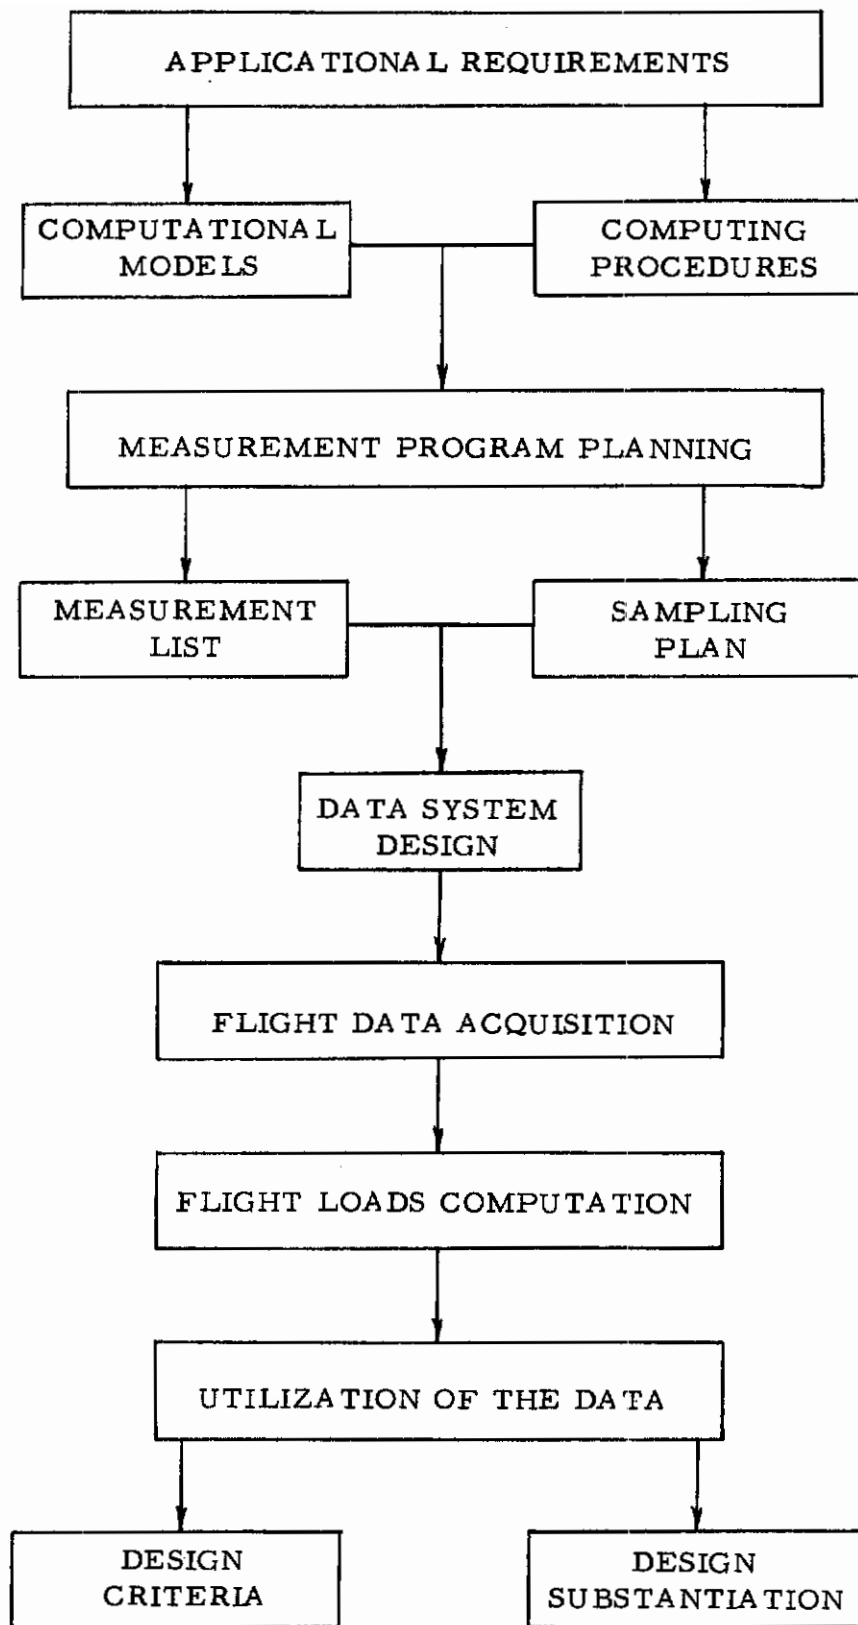 APPLICATIONAL REQUIREMENTS
COMPUTATIONAL
MODELS
COMPUTING
PROCEDURES
MEASUREMENT PROGRAM PLANNING
MEASUREMENT
LIST
SAMPLING
PLAN
DATA SYSTEM
DESIGN
FLIGHT DATA ACQUISITION
FLIGHT LOADS COMPUTATION
UTILIZATION OF THE DATA
DESIGN
CRITERIA
DESIGN
SUBSTANTIATION